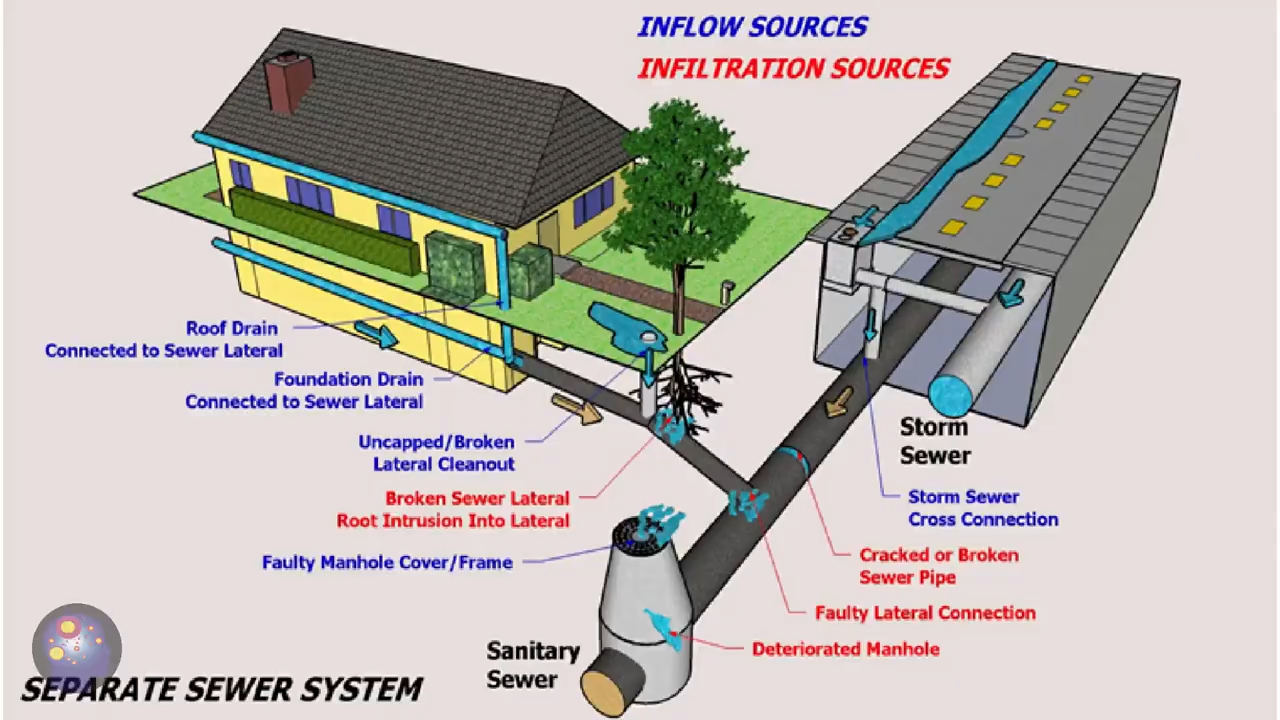 INFLOW SOURCES
INFILTRATION SOURCES
Roof Drain
Connected to Sewer Lateral
Foundation Drain
Connected to Sewer Lateral
Uncapped/Broken
Lateral Cleanout
Broken Sewer Lateral
Root Intrusion Into Lateral
Faulty Manhole Cover/Frame
Storm
Sewer
Storm Sewer
Cross Connection
Cracked or Broken
Sewer Pipe
Faulty Lateral Connection
Deteriorated Manhole
Sanitary
Sewer
SEPARATE SEWER SYSTEM